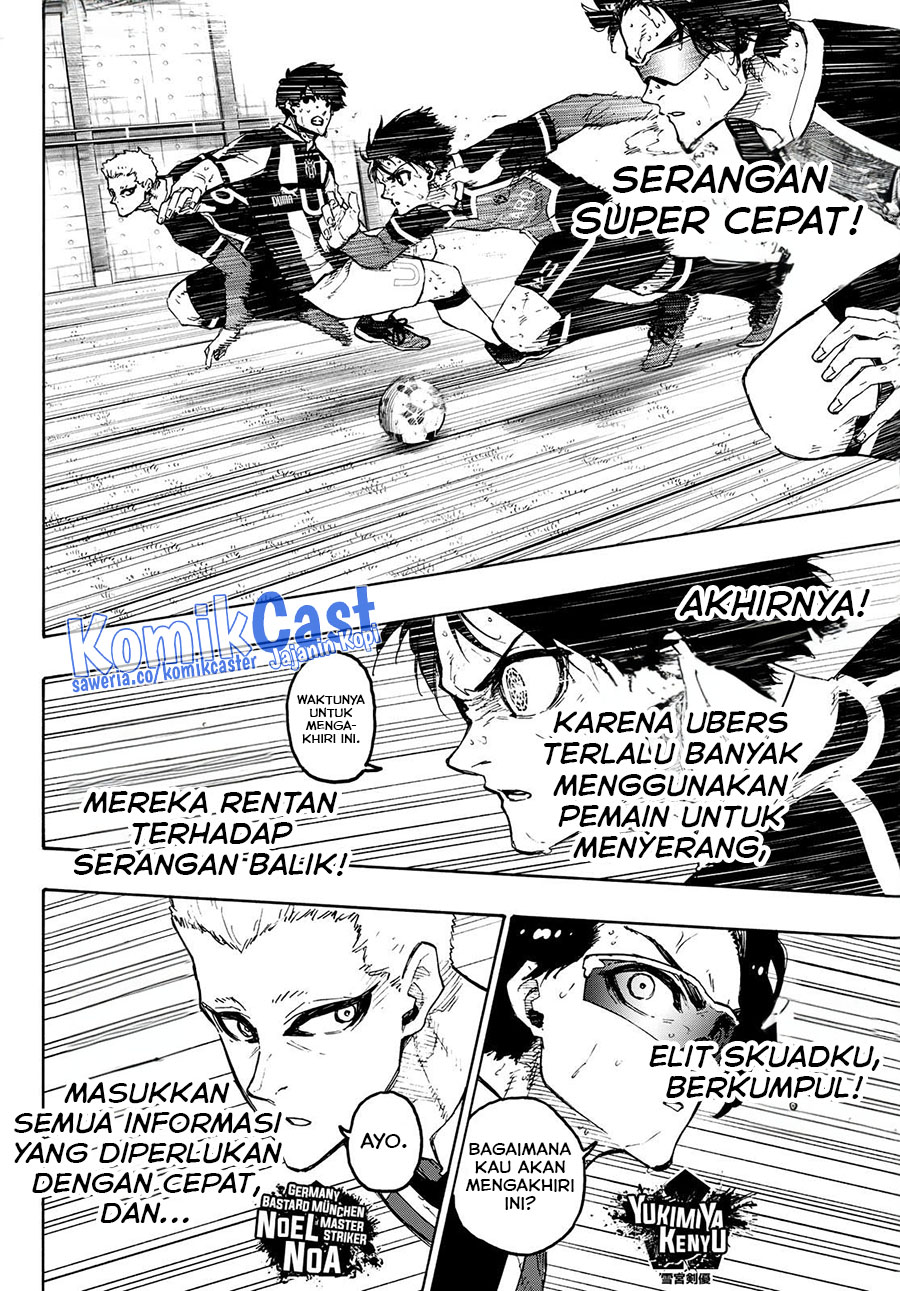 SERANGAN
SUPER CEPAT!
AKHIRNYA!
KARENA UBERS
TERLALU BANYAK
MENGGUNAKAN
PEMAIN UNTUK
MENYERANG,
WAKTUNYA
UNTUK
MENGA-
KHIRI INI.
MEREKA RENTAN
TERHADAP
SERANGAN BALIK!
KomikCast
saweria.co/komikcaster Jajanin Kopi
ELIT SKUADKU,
BERKUMPUL!
BAGAIMANA
KAU AKAN
MENGAKHIRI
INI?
YUKIMIYA
KENYU
雪宮剣優
AYO.
MASUKKAN
SEMUA INFORMASI
YANG DIPERLUKAN
DENGAN CEPAT,
DAN...
GERMANY
BASTARD MÜNCHEN
MASTER
STRIKER
NOEL
NOA